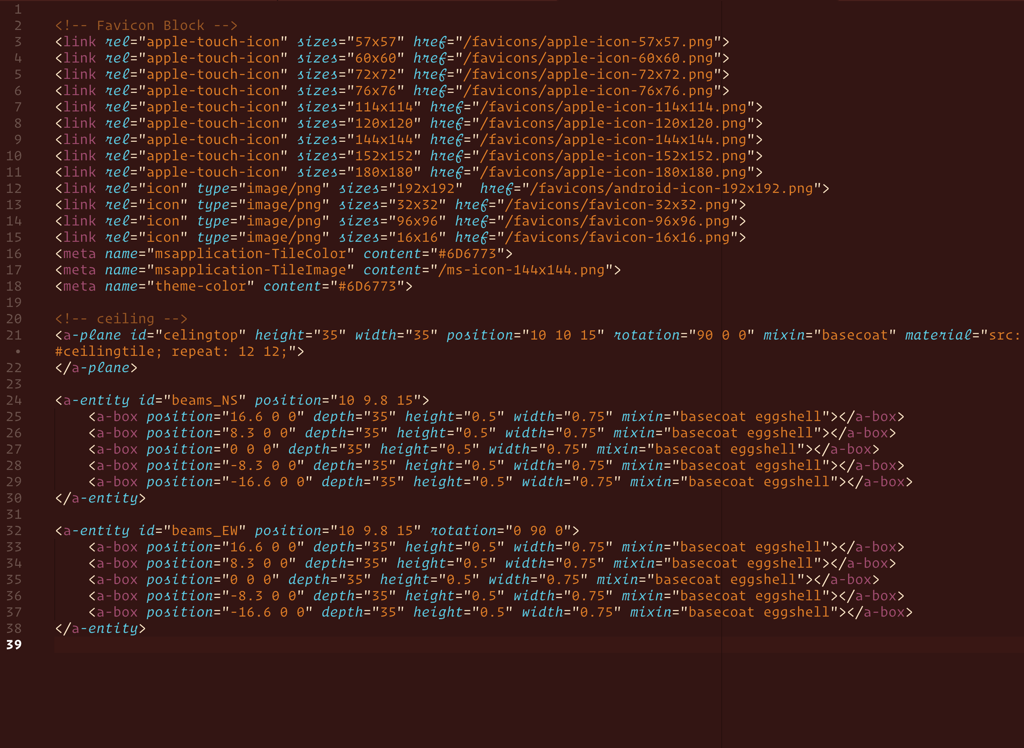 1
2 <!-- Favicon Block -->
3 <link rel="apple-touch-icon" sizes="57x57" href="/favicons/apple-icon-57x57.png">
4 <link rel="apple-touch-icon" sizes="60x60" href="/favicons/apple-icon-60x60.png">
5 <link rel="apple-touch-icon" sizes="72x72" href="/favicons/apple-icon-72x72.png">
6 <link rel="apple-touch-icon" sizes="76x76" href="/favicons/apple-icon-76x76.png">
7 <link rel="apple-touch-icon" sizes="114x114" href="/favicons/apple-icon-114x114.png">
8 <link rel="apple-touch-icon" sizes="120x120" href="/favicons/apple-icon-120x120.png">
9 <link rel="apple-touch-icon" sizes="144x144" href="/favicons/apple-icon-144x144.png">
10 <link rel="apple-touch-icon" sizes="152x152" href="/favicons/apple-icon-152x152.png">
11 <link rel="apple-touch-icon" sizes="180x180" href="/favicons/apple-icon-180x180.png">
12 <link rel="icon" type="image/png" sizes="192x192"  href="/favicons/android-icon-192x192.png">
13 <link rel="icon" type="image/png" sizes="32x32" href="/favicons/favicon-32x32.png">
14 <link rel="icon" type="image/png" sizes="96x96" href="/favicons/favicon-96x96.png">
15 <link rel="icon" type="image/png" sizes="16x16" href="/favicons/favicon-16x16.png">
16 <meta name="msapplication-TileColor" content="#6D6773">
17 <meta name="msapplication-TileImage" content="/ms-icon-144x144.png">
18 <meta name="theme-color" content="#6D6773">
19
20 <!-- ceiling -->
21 <a-plane id="celingtop" height="35" width="35" position="10 10 15" rotation="90 0 0" mixin="basecoat" material="src:
• #ceilingtile; repeat: 12 12;">
22 </a-plane>
23
24 <a-entity id="beams_NS" position="10 9.8 15">
25     <a-box position="16.6 0 0" depth="35" height="0.5" width="0.75" mixin="basecoat eggshell"></a-box>
26     <a-box position="8.3 0 0" depth="35" height="0.5" width="0.75" mixin="basecoat eggshell"></a-box>
27     <a-box position="0 0 0" depth="35" height="0.5" width="0.75" mixin="basecoat eggshell"></a-box>
28     <a-box position="-8.3 0 0" depth="35" height="0.5" width="0.75" mixin="basecoat eggshell"></a-box>
29     <a-box position="-16.6 0 0" depth="35" height="0.5" width="0.75" mixin="basecoat eggshell"></a-box>
30 </a-entity>
31
32 <a-entity id="beams_EW" position="10 9.8 15" rotation="0 90 0">
33     <a-box position="16.6 0 0" depth="35" height="0.5" width="0.75" mixin="basecoat eggshell"></a-box>
34     <a-box position="8.3 0 0" depth="35" height="0.5" width="0.75" mixin="basecoat eggshell"></a-box>
35     <a-box position="0 0 0" depth="35" height="0.5" width="0.75" mixin="basecoat eggshell"></a-box>
36     <a-box position="-8.3 0 0" depth="35" height="0.5" width="0.75" mixin="basecoat eggshell"></a-box>
37     <a-box position="-16.6 0 0" depth="35" height="0.5" width="0.75" mixin="basecoat eggshell"></a-box>
38 </a-entity>
39